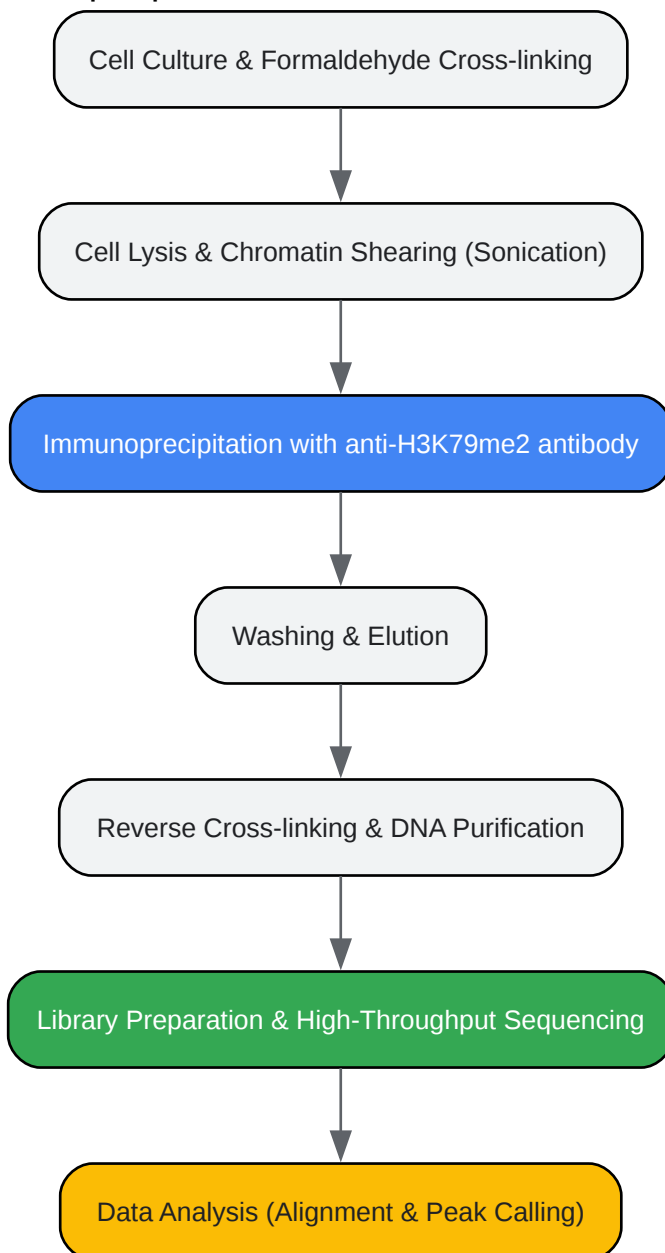 Cell Culture & Formaldehyde Cross-linking
Cell Lysis & Chromatin Shearing (Sonication)
Immunoprecipitation with anti-H3K79me2 antibody
Washing & Elution
Reverse Cross-linking & DNA Purification
Library Preparation & High-Throughput Sequencing
Data Analysis (Alignment & Peak Calling)